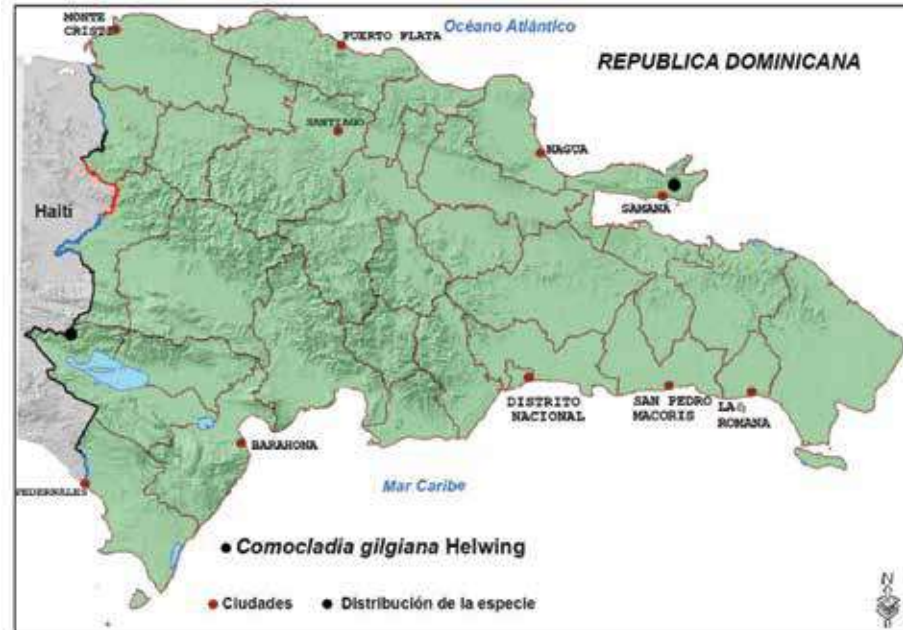 MONTE
CRISTI
PUERTO PLATA
Océano Atlántico
REPUBLICA DOMINICANA
SANTIAGO
NAGUA
Haití
SAMANA
DISTRITO
NACIONAL
SAN PEDRO
MACORIS
LA
ROMANA
BARAHONA
PEDERNALES
Mar Caribe
Comocladia gilgiana Helwing
Ciudades
Distribución de la especie
N